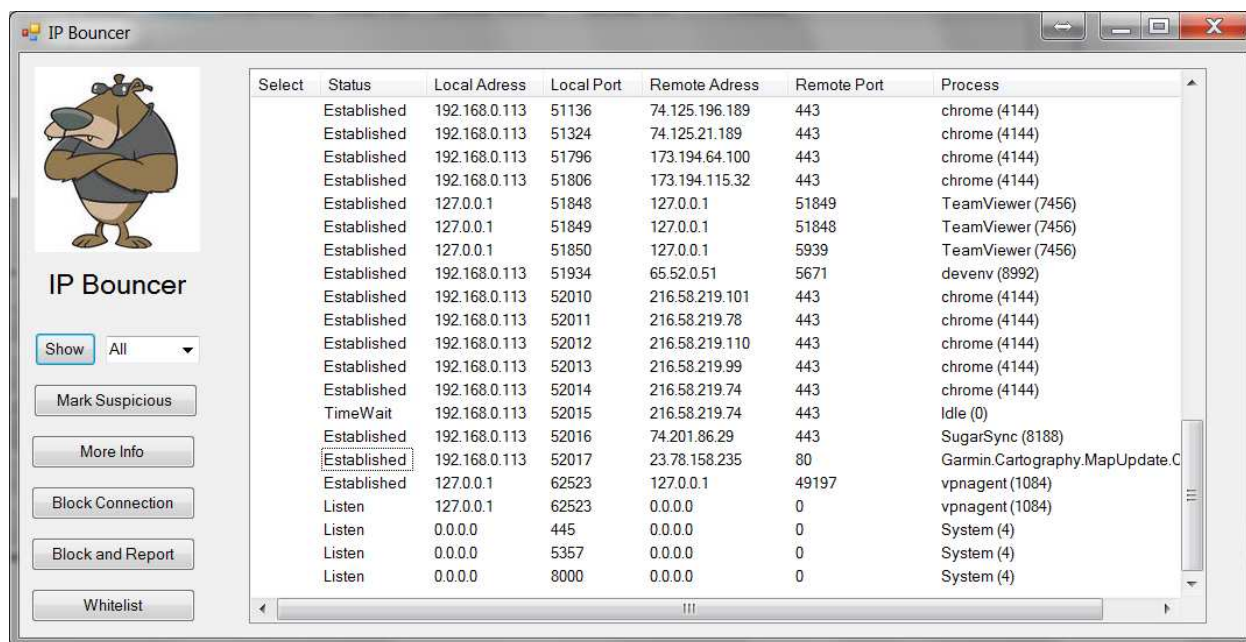 IP Bouncer
Select Status Local Adress Local Port Remote Adress Remote Port Process
Established 192.168.0.113 51136 74.125.196.189 443 chrome (4144)
Established 192.168.0.113 51324 74.125.21.189 443 chrome (4144)
Established 192.168.0.113 51796 173.194.64.100 443 chrome (4144)
Established 192.168.0.113 51806 173.194.115.32 443 chrome (4144)
Established 127.0.0.1 51848 127.0.0.1 51849 TeamViewer (7456)
Established 127.0.0.1 51849 127.0.0.1 51848 TeamViewer (7456)
Established 127.0.0.1 51850 127.0.0.1 5939 TeamViewer (7456)
Established 192.168.0.113 51934 65.52.0.51 5671 devenv (8992)
Established 192.168.0.113 52010 216.58.219.101 443 chrome (4144)
Established 192.168.0.113 52011 216.58.219.78 443 chrome (4144)
Established 192.168.0.113 52012 216.58.219.110 443 chrome (4144)
Established 192.168.0.113 52013 216.58.219.99 443 chrome (4144)
Established 192.168.0.113 52014 216.58.219.74 443 chrome (4144)
TimeWait 192.168.0.113 52015 216.58.219.74 443 Idle (0)
Established 192.168.0.113 52016 74.201.86.29 443 SugarSync (8188)
Established 192.168.0.113 52017 23.78.158.235 80 Garmin.Cartography.MapUpdate.C
Established 127.0.0.1 62523 127.0.0.1 49197 vpnagent (1084)
Listen 127.0.0.1 62523 0.0.0.0 0 vpnagent (1084)
Listen 0.0.0.0 445 0.0.0.0 0 System (4)
Listen 0.0.0.0 5357 0.0.0.0 0 System (4)
Listen 0.0.0.0 8000 0.0.0.0 0 System (4)
IP Bouncer
Show All
Mark Suspicious
More Info
Block Connection
Block and Report
Whitelist